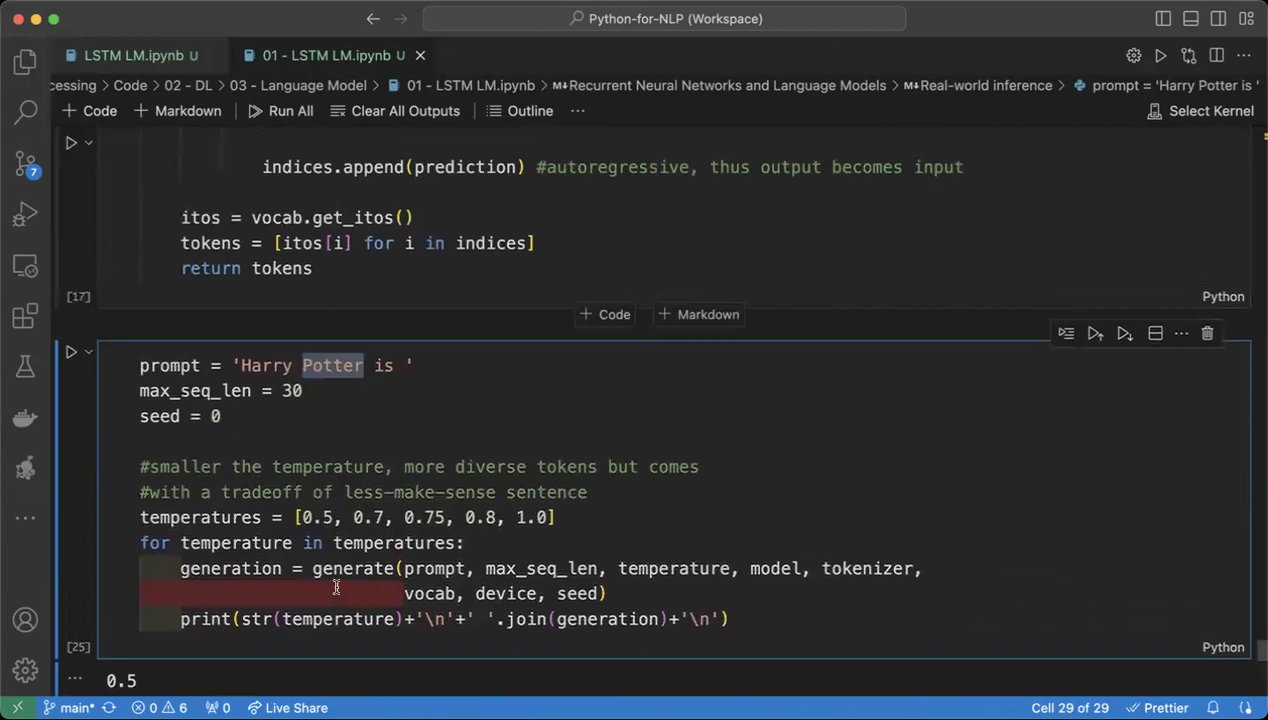 Python-for-NLP (Workspace)
LSTM LM.ipynb U
01 - LSTM LM.ipynb U
cessing > Code > 02 - DL > 03 - Language Model > 01 - LSTM LM.ipynb > Recurrent Neural Networks and Language Models > Real-world inference > prompt = 'Harry Potter is '
+ Code + Markdown Run All Clear All Outputs Outline ... Select Kernel
indices.append(prediction) #autoregressive, thus output becomes input
itos = vocab.get_itos()
tokens = [itos[i] for i in indices]
return tokens
[17] Python
+ Code + Markdown
prompt = 'Harry Potter is '
max_seq_len = 30
seed = 0
#smaller the temperature, more diverse tokens but comes
#with a tradeoff of less-make-sense sentence
temperatures = [0.5, 0.7, 0.75, 0.8, 1.0]
for temperature in temperatures:
generation = generate(prompt, max_seq_len, temperature, model, tokenizer,
vocab, device, seed)
print(str(temperature)+'\n'+' '.join(generation)+'\n')
[25] Python
... 0.5
7
main* 0 6 0 Live Share Cell 29 of 29 Prettier